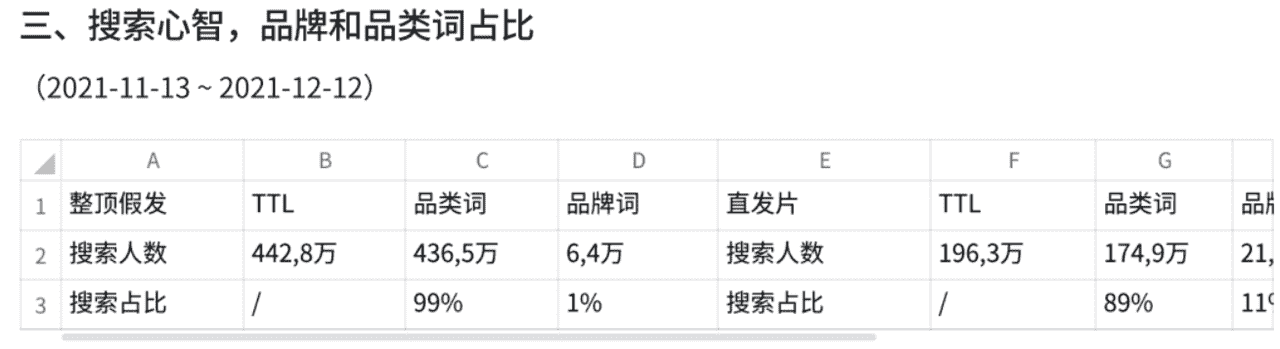 三、搜索心智，品牌和品类词占比
（2021-11-13 ~ 2021-12-12）
A B C D E F G
1 整顶假发 TTL 品类词 品牌词 直发片 TTL 品类词
2 搜索人数 442,8万 436,5万 6,4万 搜索人数 196,3万 174,9万 21,
3 搜索占比 / 99% 1% 搜索占比 / 89% 11